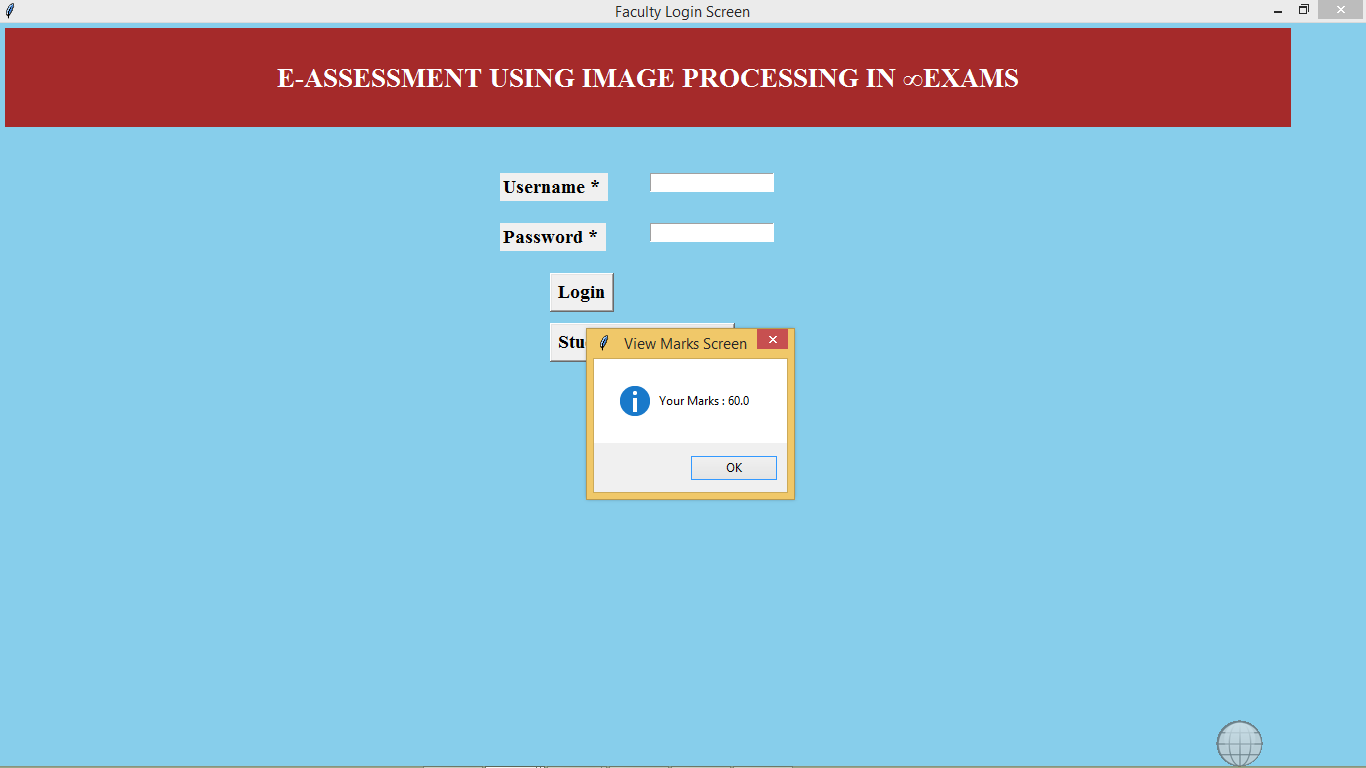 Faculty Login Screen
E-ASSESSMENT USING IMAGE PROCESSING IN ∞EXAMS
Username *
Password *
Login
View Marks Screen
Your Marks : 60.0
OK